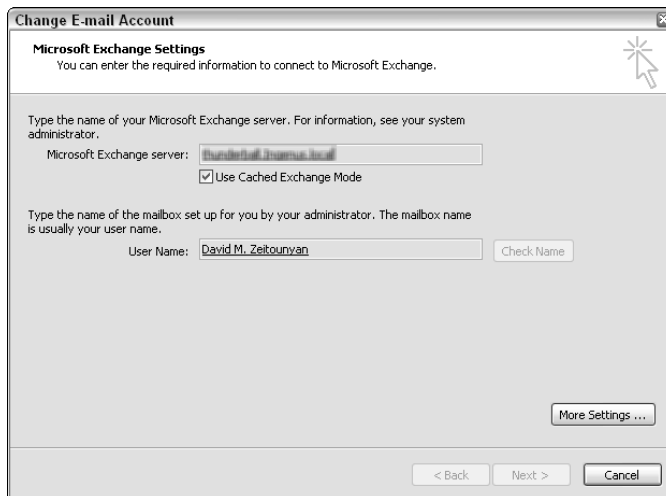 Change E-mail Account
Microsoft Exchange Settings
You can enter the required information to connect to Microsoft Exchange.
Type the name of your Microsoft Exchange server. For information, see your system
administrator.
Microsoft Exchange server:
Use Cached Exchange Mode
Type the name of the mailbox set up for you by your administrator. The mailbox name
is usually your user name.
User Name: David M. Zeitounyan Check Name
More Settings ...
< Back Next > Cancel